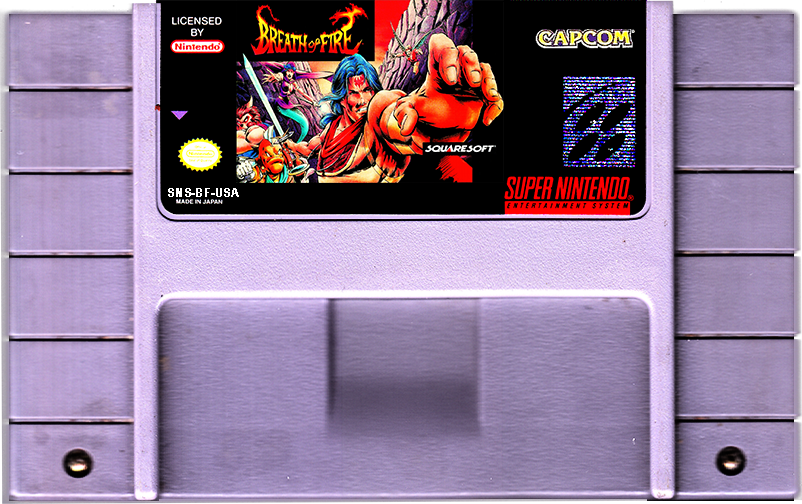 LICENSED
BY
Nintendo
BREATH OF FIRE
CAPCOM
SQUARESOFT
SNS-BF-USA
MADE IN JAPAN
SUPER NINTENDO
ENTERTAINMENT SYSTEM